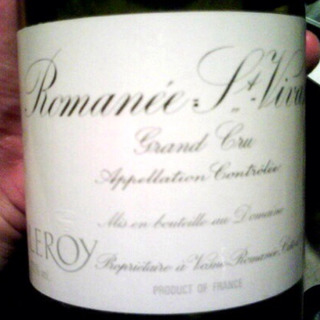 Romanée-St-Viva
Grand Cru
Appellation Contrôlée
Mis en bouteille au Domaine
LEROY
Propriétaire à Vosne-Romanée
PRODUCT OF FRANCE